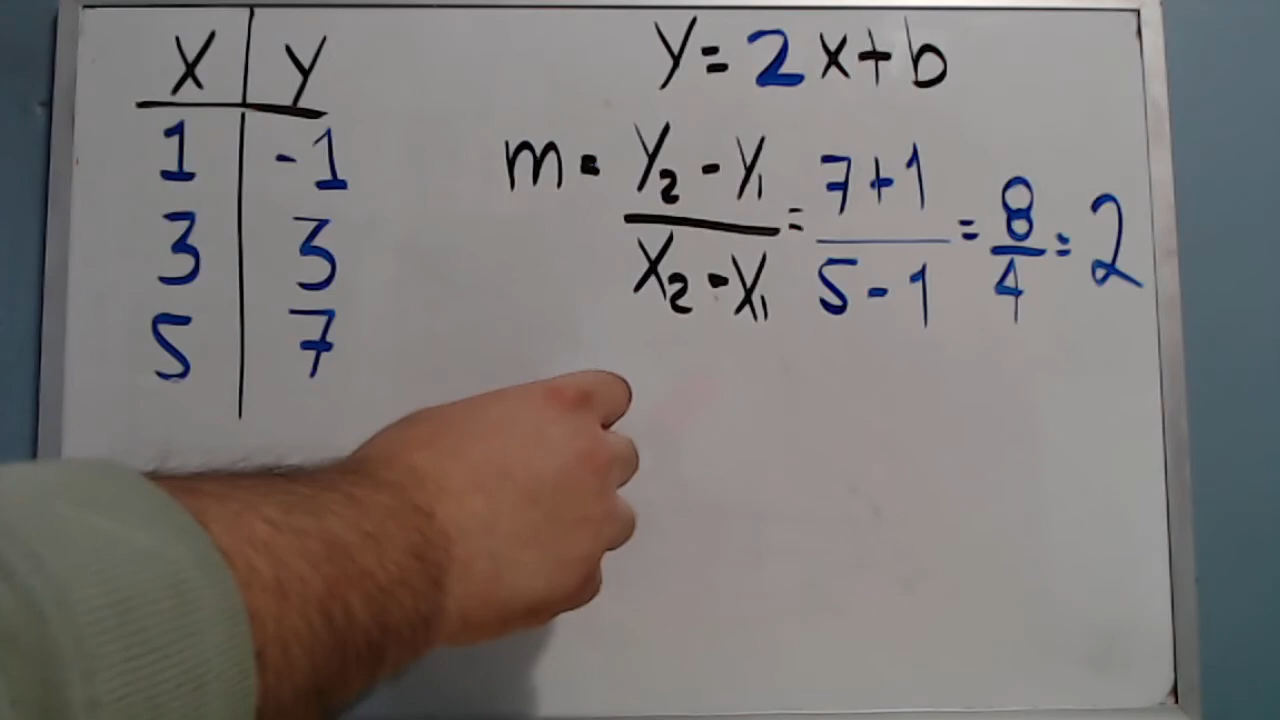 X Y
1 -1
3 3
5 7
y = 2x + b
m = Y₂ - Y₁ / X₂ - X₁ = 7 + 1 / 5 - 1 = 8 / 4 = 2